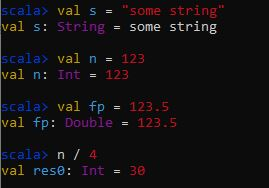 scala> val s = "some string"
val s: String = some string
scala> val n = 123
val n: Int = 123
scala> val fp = 123.5
val fp: Double = 123.5
scala> n / 4
val res0: Int = 30